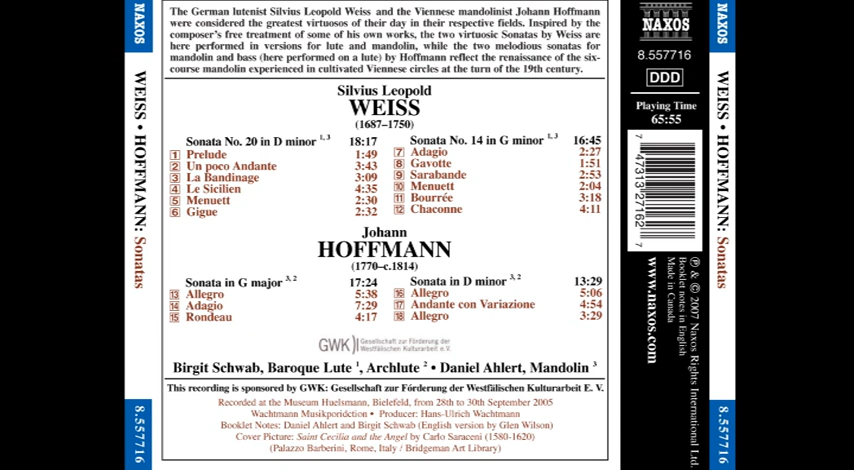 NAXOS
WEISS • HOFFMANN: Sonatas
8.557716
The German lutenist Silvius Leopold Weiss and the Viennese mandolinist Johann Hoffmann
were considered the greatest virtuosos of their day in their respective fields. Inspired by the
composer's free treatment of some of his own works, the two virtuosic Sonatas by Weiss are
here performed in versions for lute and mandolin, while the two melodious sonatas for
mandolin and bass (here performed on a lute) by Hoffmann reflect the renaissance of the six-
course mandolin experienced in cultivated Viennese circles at the turn of the 19th century.
Silvius Leopold
WEISS
(1687–1750)
Sonata No. 20 in D minor 1, 3 18:17
1 Prelude 1:49
2 Un poco Andante 3:43
3 La Bandinage 3:09
4 Le Sicilien 4:35
5 Menuett 2:30
6 Gigue 2:32
Sonata No. 14 in G minor 1, 3 16:45
7 Adagio 2:27
8 Gavotte 1:51
9 Sarabande 2:53
10 Menuett 2:04
11 Bourrée 3:18
12 Chaconne 4:11
Johann
HOFFMANN
(1770–c.1814)
Sonata in G major 3, 2 17:24
13 Allegro 5:38
14 Adagio 7:29
15 Rondeau 4:17
Sonata in D minor 3, 2 13:29
16 Allegro 5:06
17 Andante con Variazione 4:54
18 Allegro 3:29
GWK Gesellschaft zur Förderung der
Westfälischen Kulturarbeit e.V.
Birgit Schwab, Baroque Lute 1, Archlute 2 • Daniel Ahlert, Mandolin 3
This recording is sponsored by GWK: Gesellschaft zur Förderung der Westfälischen Kulturarbeit E. V.
Recorded at the Museum Huelsmann, Bielefeld, from 28th to 30th September 2005
Wachtmann Musikporidction • Producer: Hans-Ulrich Wachtmann
Booklet Notes: Daniel Ahlert and Birgit Schwab (English version by Glen Wilson)
Cover Picture: Saint Cecilia and the Angel by Carlo Saraceni (1580-1620)
(Palazzo Barberini, Rome, Italy / Bridgeman Art Library)
NAXOS
8.557716
DDD
Playing Time
65:55
7 47313 27162 7
℗ & © 2007 Naxos Rights International Ltd.
Booklet notes in English
Made in Canada
www.naxos.com
NAXOS
WEISS • HOFFMANN: Sonatas
8.557716